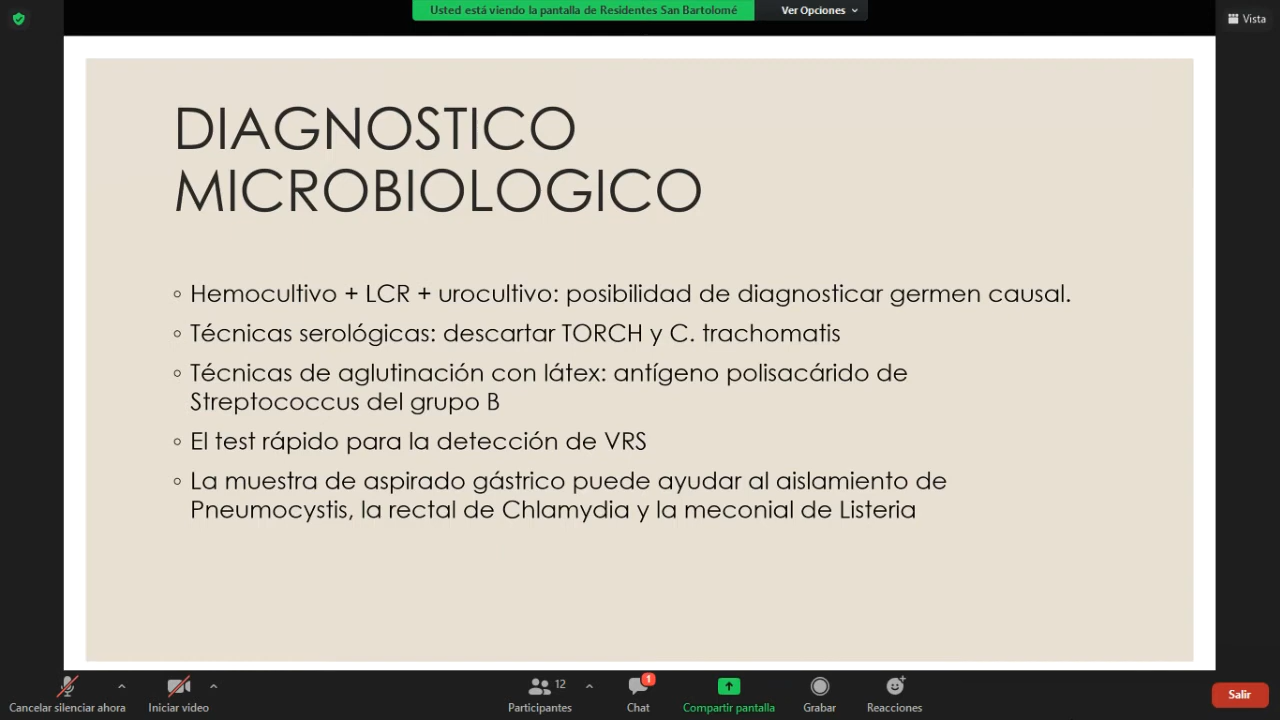 Usted está viendo la pantalla de Residentes San Bartolomé
Ver Opciones
Vista
DIAGNOSTICO
MICROBIOLOGICO
◦ Hemocultivo + LCR + urocultivo: posibilidad de diagnosticar germen causal.
◦ Técnicas serológicas: descartar TORCH y C. trachomatis
◦ Técnicas de aglutinación con látex: antígeno polisacárido de
Streptococcus del grupo B
◦ El test rápido para la detección de VRS
◦ La muestra de aspirado gástrico puede ayudar al aislamiento de
Pneumocystis, la rectal de Chlamydia y la meconial de Listeria
12
1
Cancelar silenciar ahora
Iniciar video
Participantes
Chat
Compartir pantalla
Grabar
Reacciones
Salir